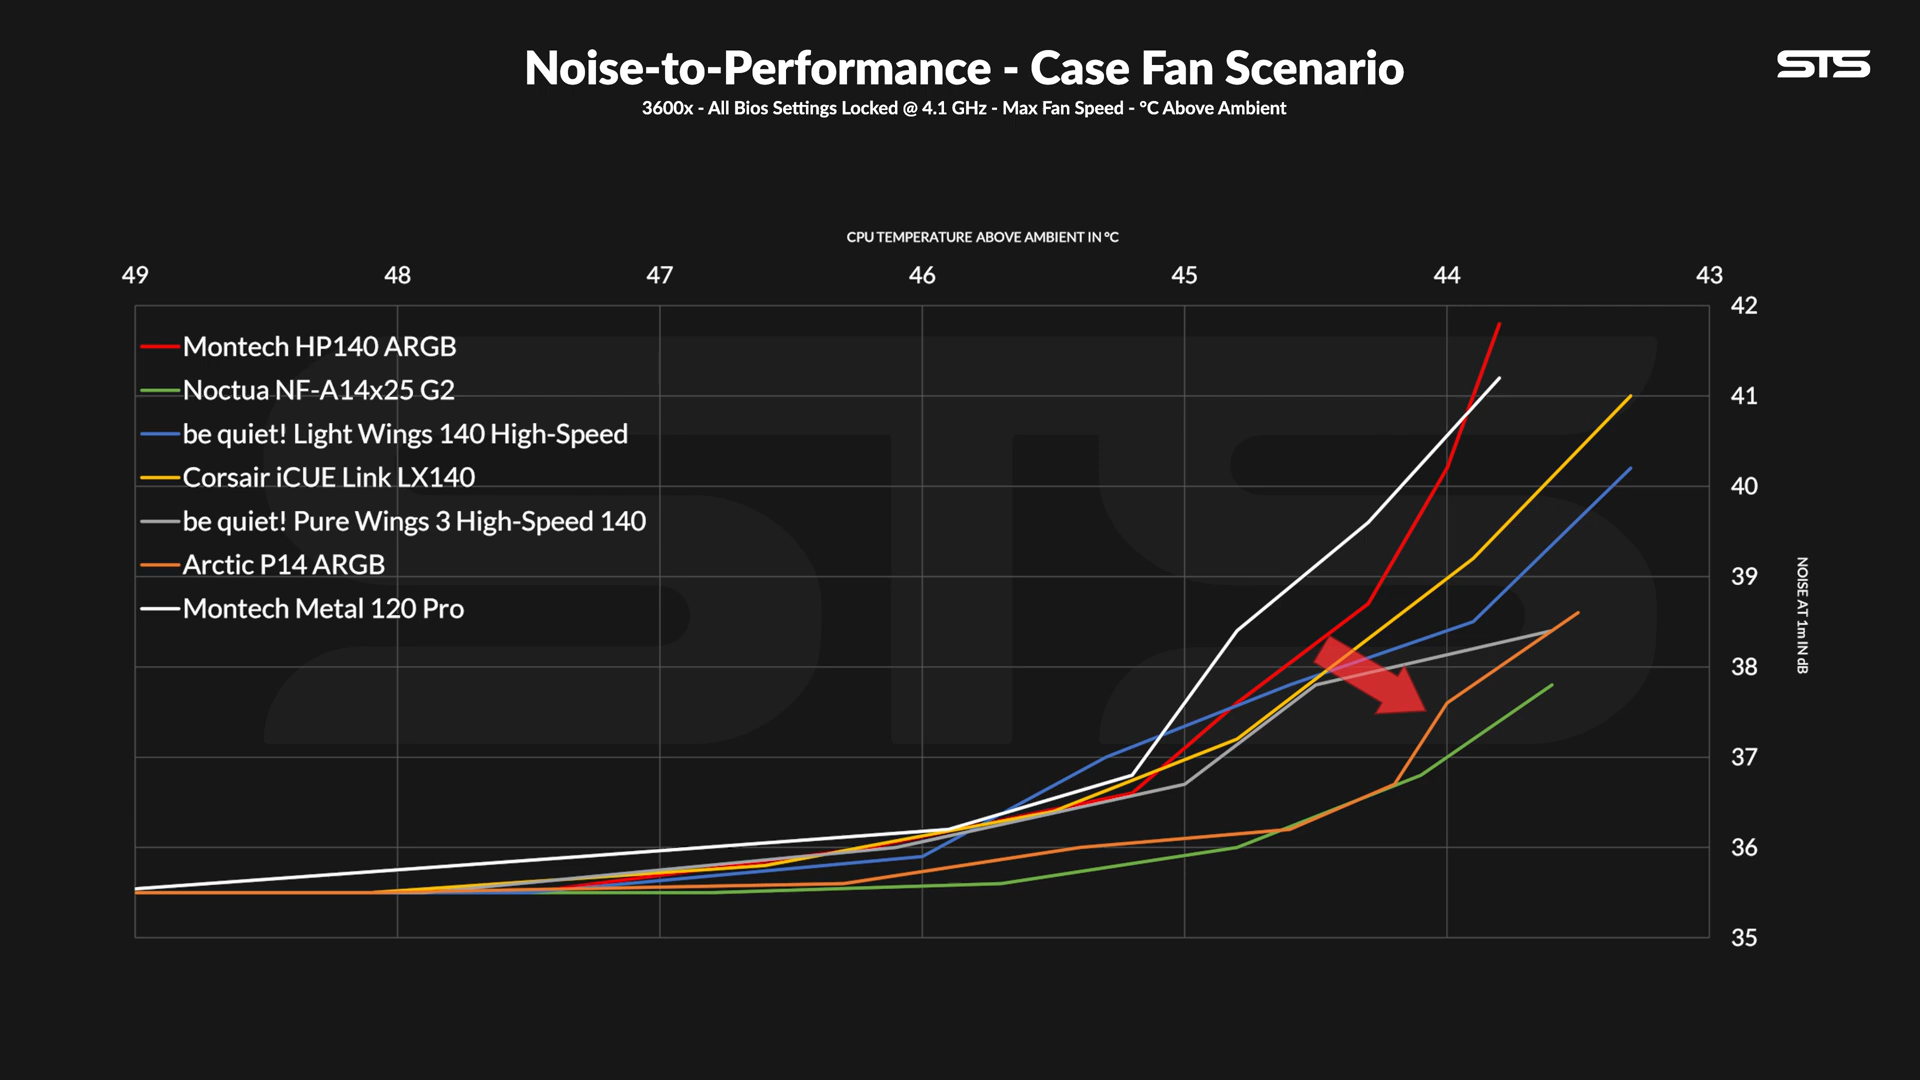 Noise-to-Performance - Case Fan Scenario
STS
3600x - All Bios Settings Locked @ 4.1 GHz - Max Fan Speed - °C Above Ambient
CPU TEMPERATURE ABOVE AMBIENT IN °C
49 48 47 46 45 44 43
42
Montech HP140 ARGB
Noctua NF-A14x25 G2
41
be quiet! Light Wings 140 High-Speed
Corsair iCUE Link LX140
40
be quiet! Pure Wings 3 High-Speed 140
Arctic P14 ARGB
39
Montech Metal 120 Pro
NOISE AT 1m IN dB
38
37
36
35
STS